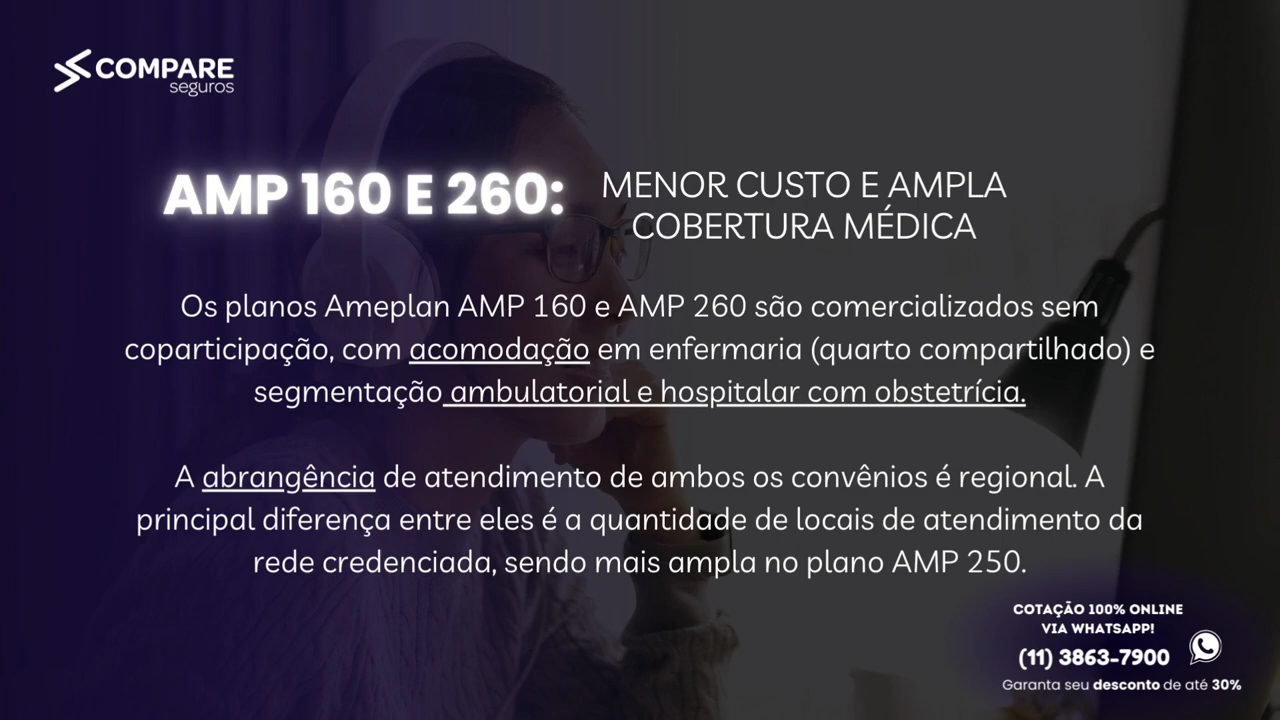 COMPARE
seguros
AMP 160 E 260:
MENOR CUSTO E AMPLA
COBERTURA MÉDICA
Os planos Ameplan AMP 160 e AMP 260 são comercializados sem
coparticipação, com acomodação em enfermaria (quarto compartilhado) e
segmentação ambulatorial e hospitalar com obstetrícia.
A abrangência de atendimento de ambos os convênios é regional. A
principal diferença entre eles é a quantidade de locais de atendimento da
rede credenciada, sendo mais ampla no plano AMP 250.
COTAÇÃO 100% ONLINE
VIA WHATSAPP!
(11) 3863-7900
Garanta seu desconto de até 30%